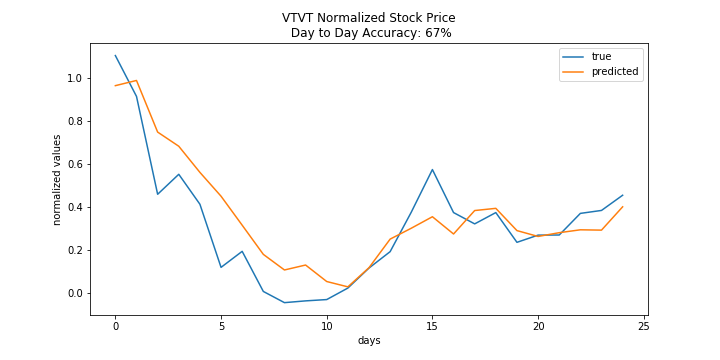 VTVT Normalized Stock Price
Day to Day Accuracy: 67%
true
predicted
normalized values
1.0
0.8
0.6
0.4
0.2
0.0
0
5
10
15
20
25
days